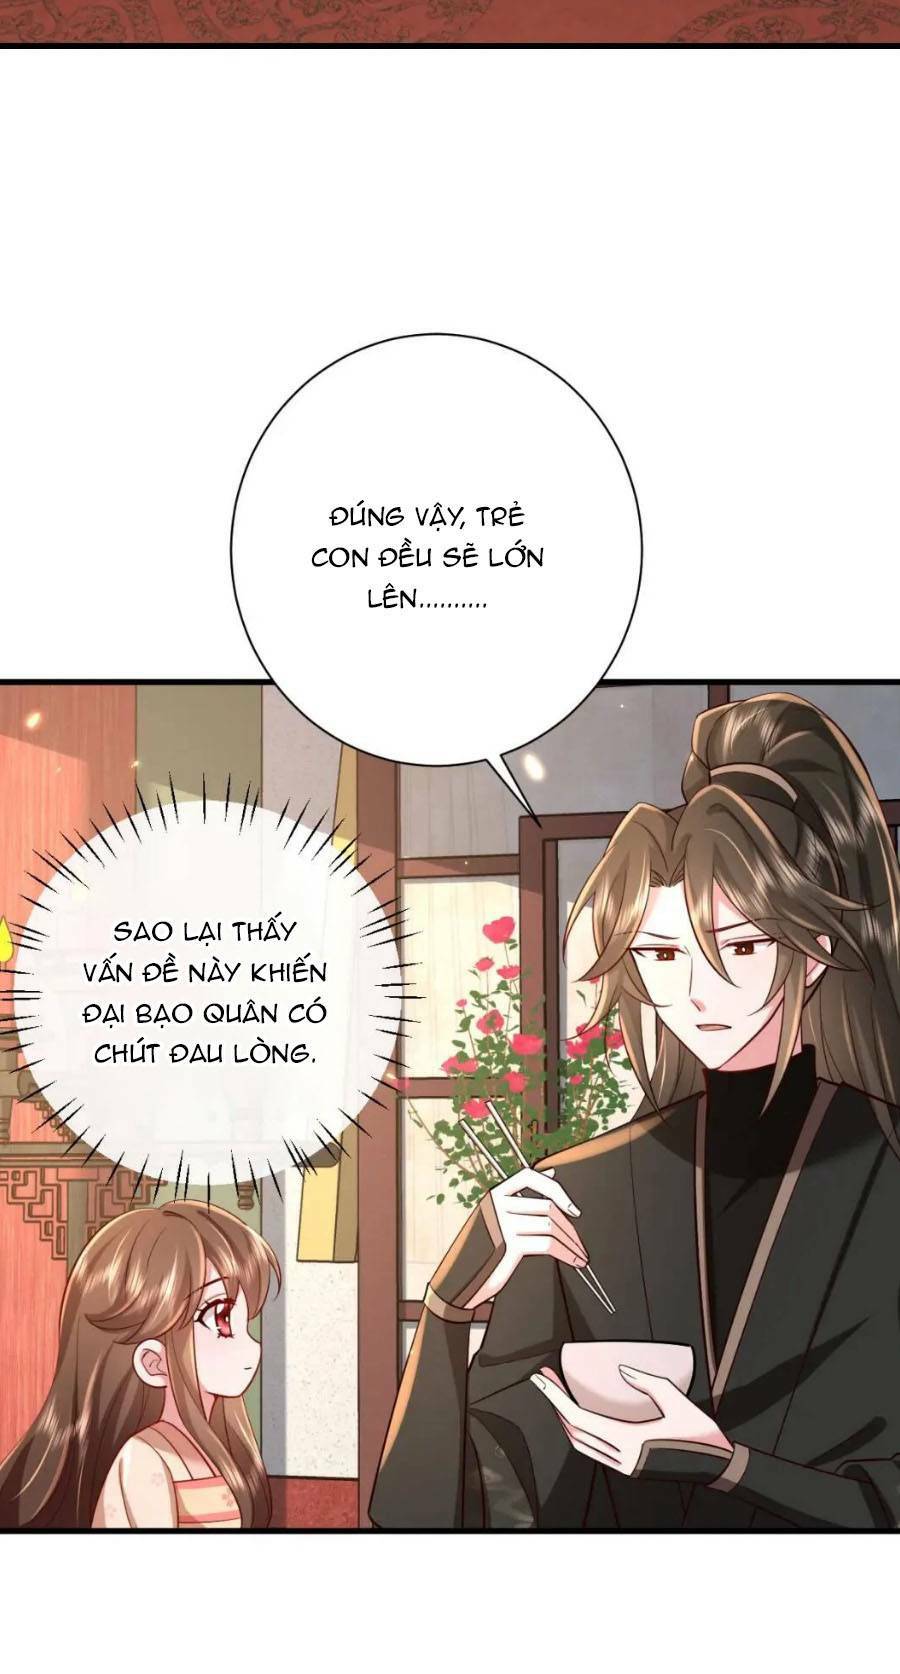 ĐÚNG VẬY, TRẺ
CON ĐỀU SẼ LỚN
LÊN..........
SAO LẠI THẤY
VẤN ĐỀ NÀY KHIẾN
ĐẠI BẠO QUÂN CÓ
CHÚT ĐAU LÒNG.